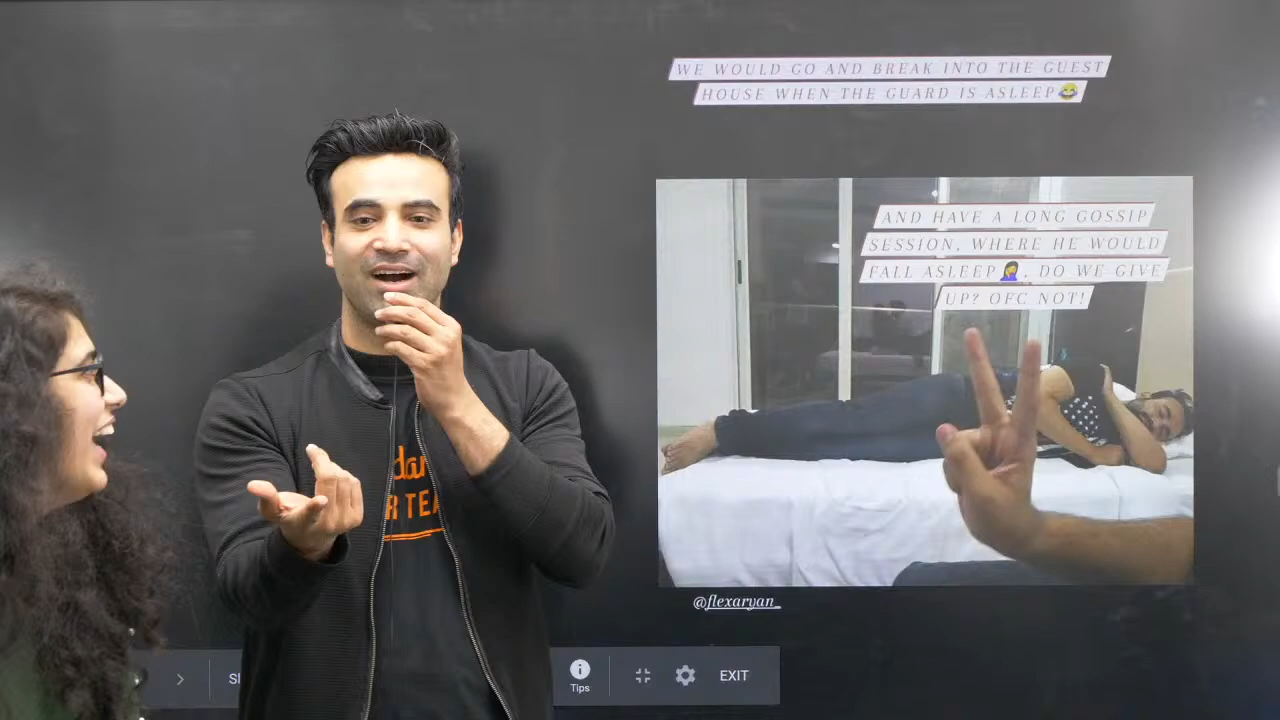 WE WOULD GO AND BREAK INTO THE GUEST
HOUSE WHEN THE GUARD IS ASLEEP😂
AND HAVE A LONG GOSSIP
SESSION, WHERE HE WOULD
FALL ASLEEP🤦‍♀️, DO WE GIVE
UP? OFC NOT!
@flexaryan_
Tips
EXIT